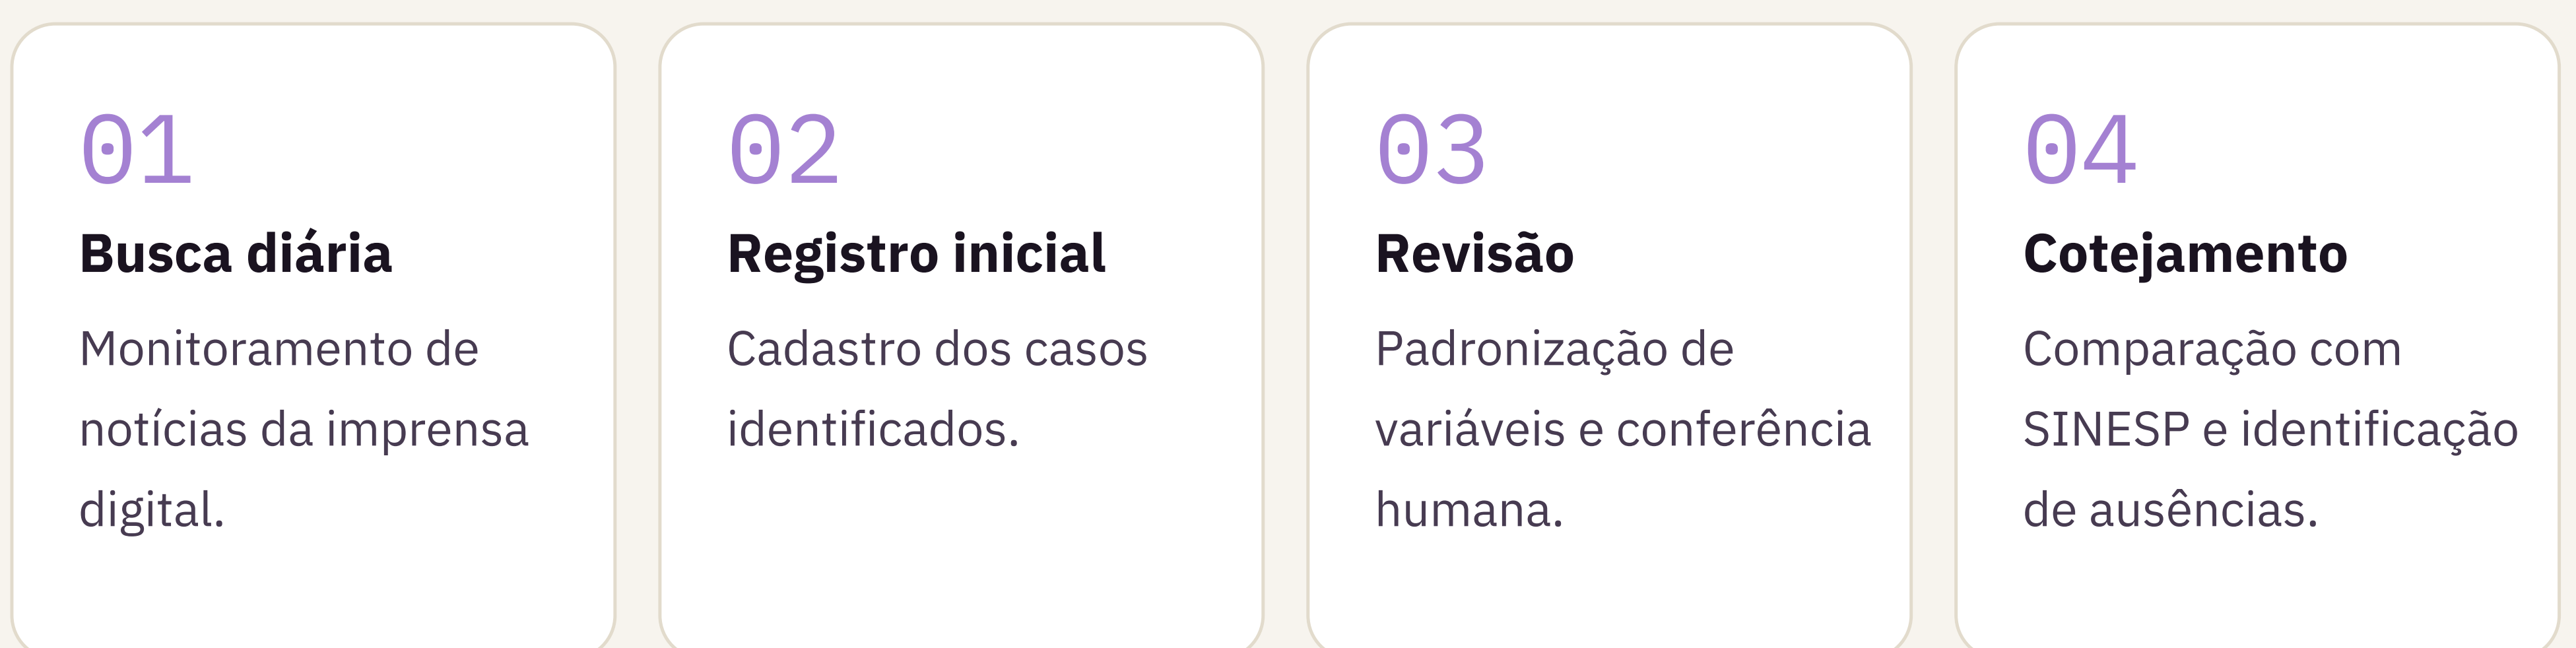 01
Busca diária
Monitoramento de
notícias da imprensa
digital.
02
Registro inicial
Cadastro dos casos
identificados.
03
Revisão
Padronização de
variáveis e conferência
humana.
04
Cotejamento
Comparação com
SINESP e identificação
de ausências.